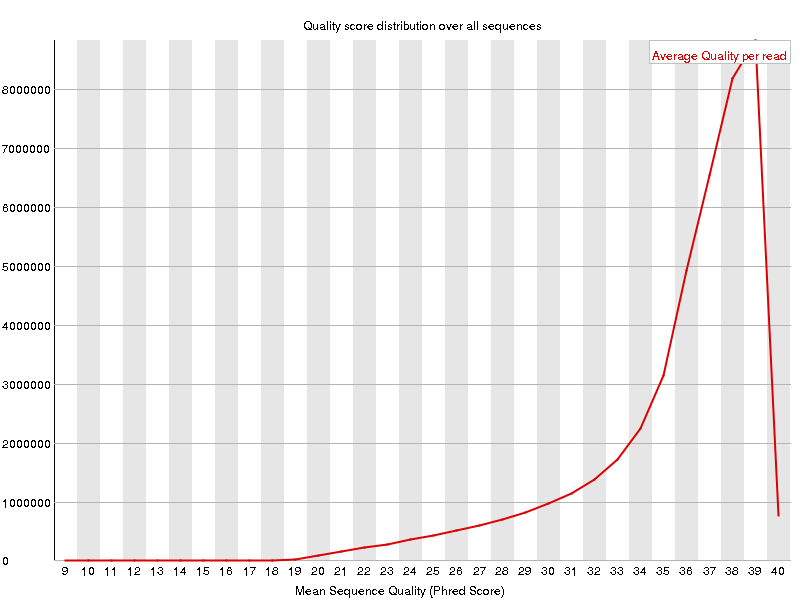 Quality score distribution over all sequences
Average Quality per read
8000000
7000000
6000000
5000000
4000000
3000000
2000000
1000000
0
9 10 11 12 13 14 15 16 17 18 19 20 21 22 23 24 25 26 27 28 29 30 31 32 33 34 35 36 37 38 39 40
Mean Sequence Quality (Phred Score)